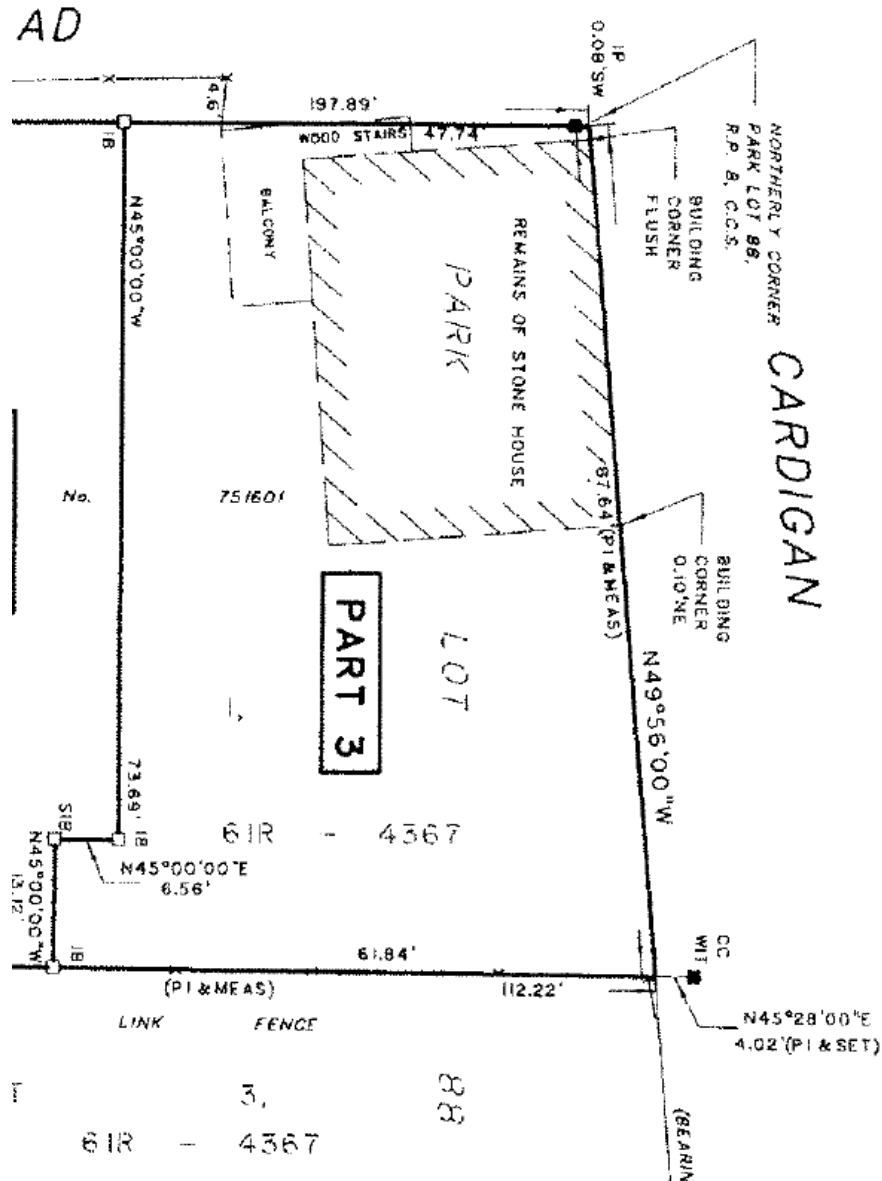 AD
IP
0.08'SW
4.6'
197.89'
WOOD STAIRS
47.74
IB
NORTHERLY CORNER
PARK LOT 88,
R.P. 8, C.C.S.
BUILDING
CORNER
FLUSH
BALCONY
N45°00'00"W
PARK
REMAINS OF STONE HOUSE
CARDIGAN
No.
751601
87.64'(P1 & MEAS)
BUILDING
CORNER
0.10'NE
PART 3
LOT
1,
N49°56'00"W
73.69'
IB
SIB
61R - 4367
N45°00'00"E
6.56'
N45°00'00"W
13.12'
IB
61.84'
CC
WIT
(P1 & MEAS)
112.22'
LINK FENCE
N45°28'00"E
4.02'(P1 & SET)
3,
88
61R - 4367
(BEARIN